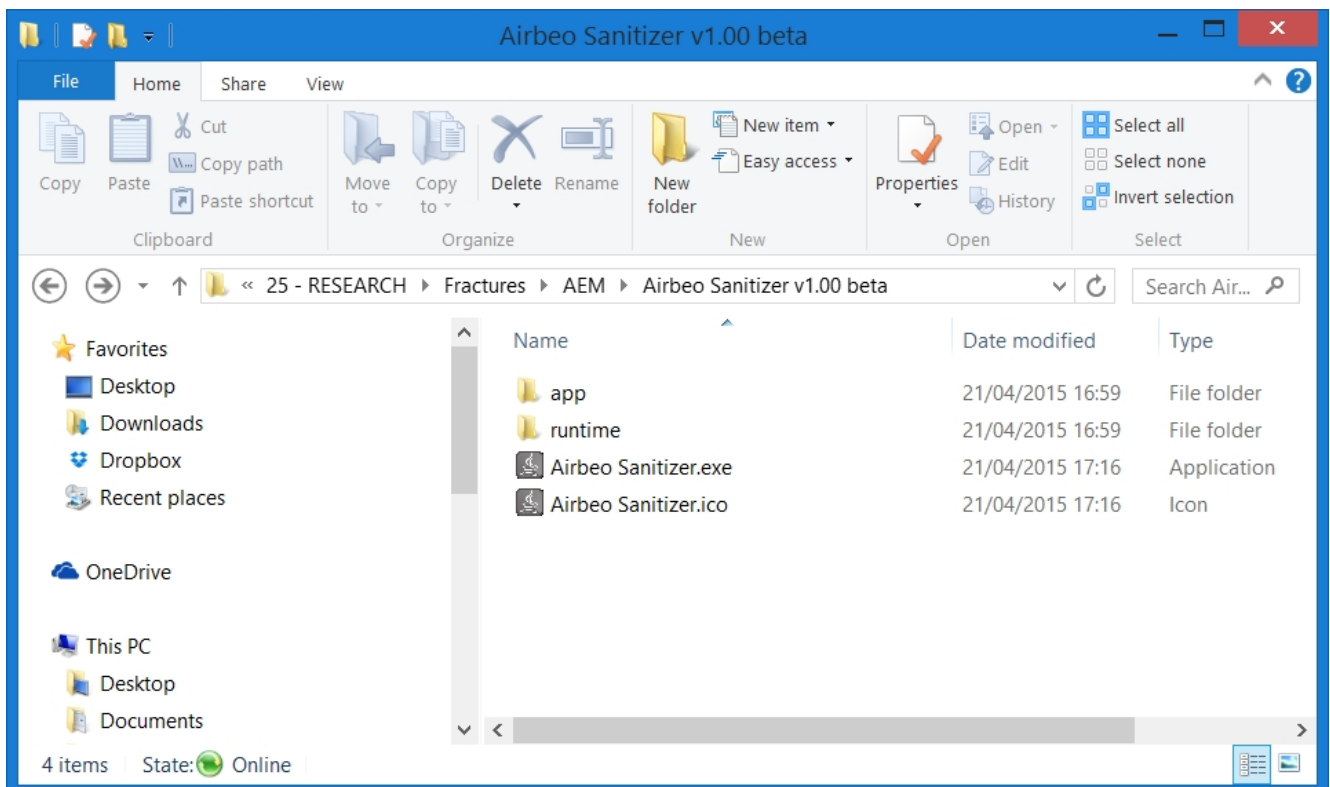 Airbeo Sanitizer v1.00 beta
File Home Share View
Copy
Paste
Cut
Copy path
Paste shortcut
Clipboard
Move to
Copy to
Delete
Rename
Organize
New folder
New item
Easy access
New
Properties
Open
Edit
History
Open
Select all
Select none
Invert selection
Select
« 25 - RESEARCH Fractures AEM Airbeo Sanitizer v1.00 beta
Search Air...
Favorites
Desktop
Downloads
Dropbox
Recent places
OneDrive
This PC
Desktop
Documents
Name Date modified Type
app 21/04/2015 16:59 File folder
runtime 21/04/2015 16:59 File folder
Airbeo Sanitizer.exe 21/04/2015 17:16 Application
Airbeo Sanitizer.ico 21/04/2015 17:16 Icon
4 items State: Online